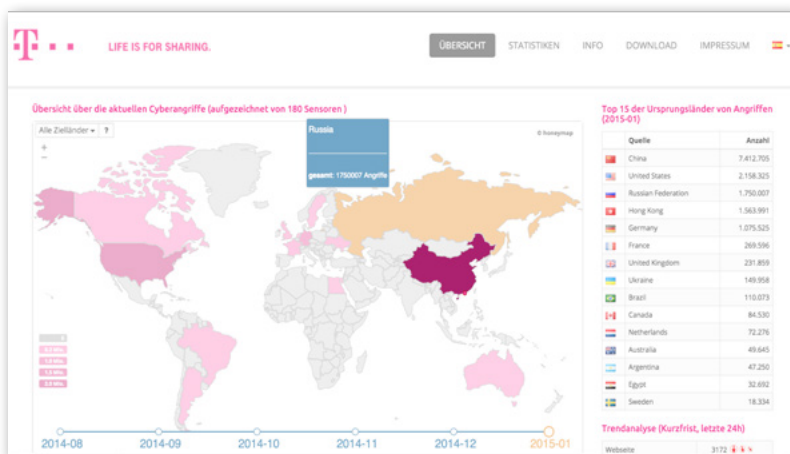 T
LIFE IS FOR SHARING.
ÜBERSICHT STATISTIKEN INFO DOWNLOAD IMPRESSUM
Übersicht über die aktuellen Cyberangriffe (aufgezeichnet von 180 Sensoren )
Alle Zielländer ?
+
−
Russia
gesamt: 1750007 Angriffe
© honeymap
2014-08 2014-09 2014-10 2014-11 2014-12 2015-01
Top 15 der Ursprungsländer von Angriffen
(2015-01)
Quelle Anzahl
China 7.412.705
United States 2.158.325
Russian Federation 1.750.007
Hong Kong 1.563.991
Germany 1.075.525
France 269.596
United Kingdom 231.859
Ukraine 149.958
Brazil 110.073
Canada 84.530
Netherlands 72.276
Australia 49.645
Argentina 47.250
Egypt 32.692
Sweden 18.334
Trendanalyse (Kurzfrist, letzte 24h)
Webseite 3172